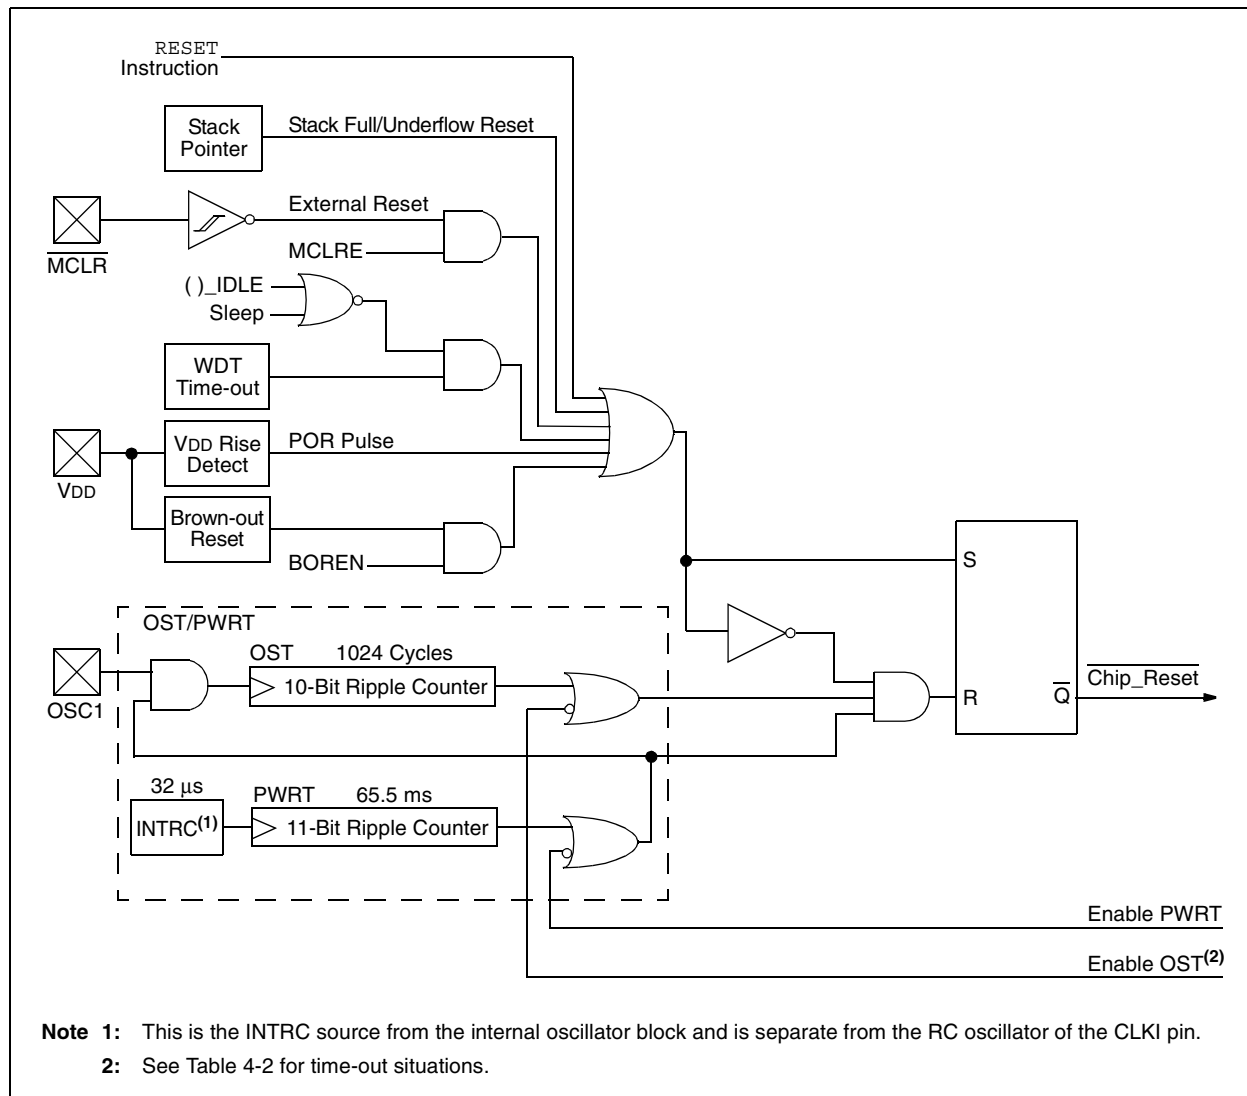 RESET
Instruction
Stack
Pointer
Stack Full/Underflow Reset
External Reset
MCLR
MCLRE
( )_IDLE
Sleep
WDT
Time-out
VDD Rise
Detect
POR Pulse
VDD
Brown-out
Reset
BOREN
S
OST/PWRT
OST 1024 Cycles
10-Bit Ripple Counter
OSC1
R
Q
Chip_Reset
32 μs
INTRC(1)
PWRT 65.5 ms
11-Bit Ripple Counter
Enable PWRT
Enable OST(2)
Note 1: This is the INTRC source from the internal oscillator block and is separate from the RC oscillator of the CLKI pin.
2: See Table 4-2 for time-out situations.